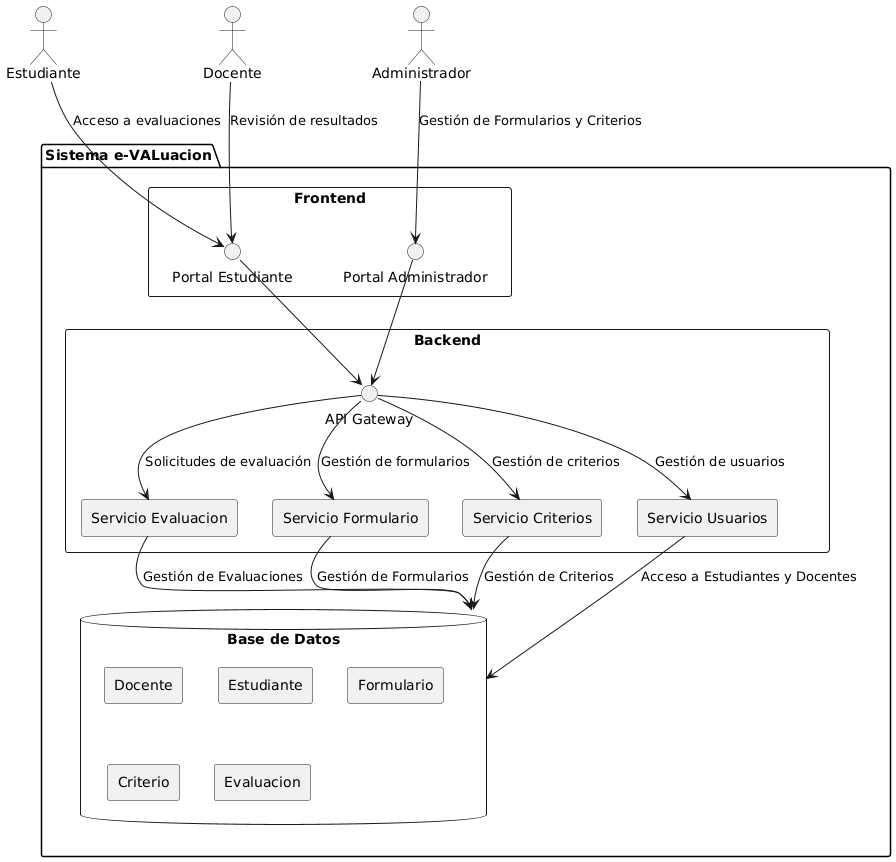 Estudiante
Docente
Administrador
Acceso a evaluaciones
Revisión de resultados
Gestión de Formularios y Criterios
Sistema e-VALuacion
Frontend
Portal Estudiante
Portal Administrador
Backend
API Gateway
Solicitudes de evaluación
Gestión de formularios
Gestión de criterios
Gestión de usuarios
Servicio Evaluacion
Servicio Formulario
Servicio Criterios
Servicio Usuarios
Gestión de Evaluaciones
Gestión de Formularios
Gestión de Criterios
Acceso a Estudiantes y Docentes
Base de Datos
Docente
Estudiante
Formulario
Criterio
Evaluacion